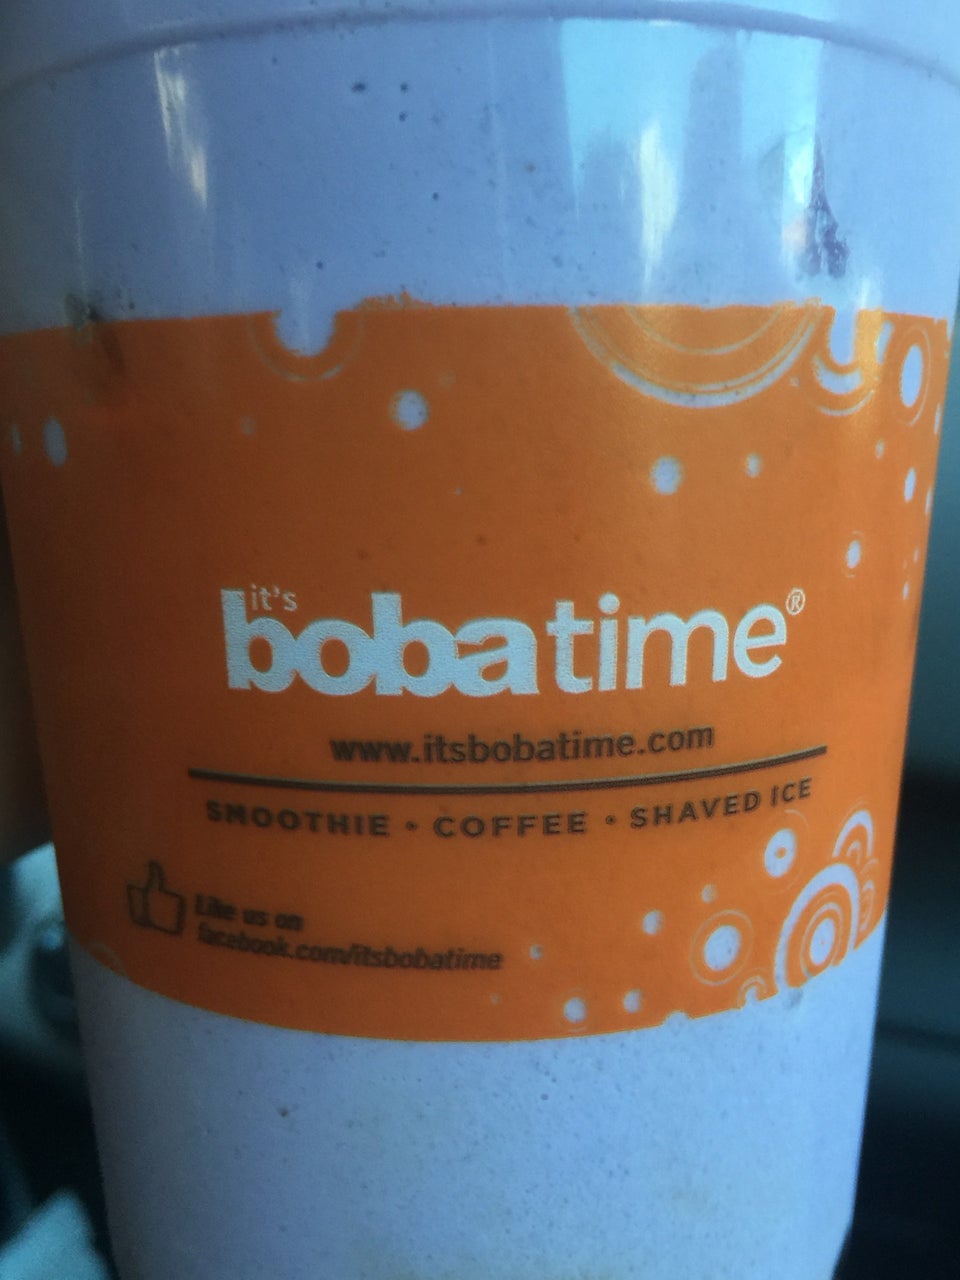 it's
bobatime®
www.itsbobatime.com
SMOOTHIE • COFFEE • SHAVED ICE
Like us on
facebook.com/itsbobatime